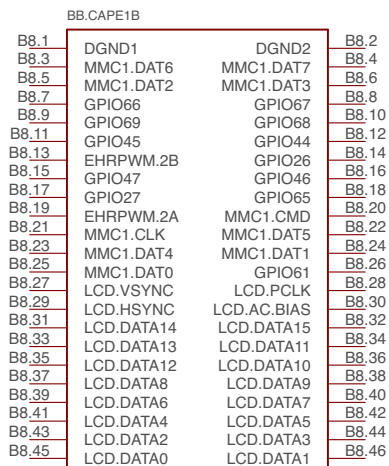 BB.CAPE1B
B8.1 DGND1 DGND2 B8.2
B8.3 MMC1.DAT6 MMC1.DAT7 B8.4
B8.5 MMC1.DAT2 MMC1.DAT3 B8.6
B8.7 GPIO66 GPIO67 B8.8
B8.9 GPIO69 GPIO68 B8.10
B8.11 GPIO45 GPIO44 B8.12
B8.13 EHRPWM.2B GPIO26 B8.14
B8.15 GPIO47 GPIO46 B8.16
B8.17 GPIO27 GPIO65 B8.18
B8.19 EHRPWM.2A MMC1.CMD B8.20
B8.21 MMC1.CLK MMC1.DAT5 B8.22
B8.23 MMC1.DAT4 MMC1.DAT1 B8.24
B8.25 MMC1.DAT0 GPIO61 B8.26
B8.27 LCD.VSYNC LCD.PCLK B8.28
B8.29 LCD.HSYNC LCD.AC.BIAS B8.30
B8.31 LCD.DATA14 LCD.DATA15 B8.32
B8.33 LCD.DATA13 LCD.DATA11 B8.34
B8.35 LCD.DATA12 LCD.DATA10 B8.36
B8.37 LCD.DATA8 LCD.DATA9 B8.38
B8.39 LCD.DATA6 LCD.DATA7 B8.40
B8.41 LCD.DATA4 LCD.DATA5 B8.42
B8.43 LCD.DATA2 LCD.DATA3 B8.44
B8.45 LCD.DATA0 LCD.DATA1 B8.46